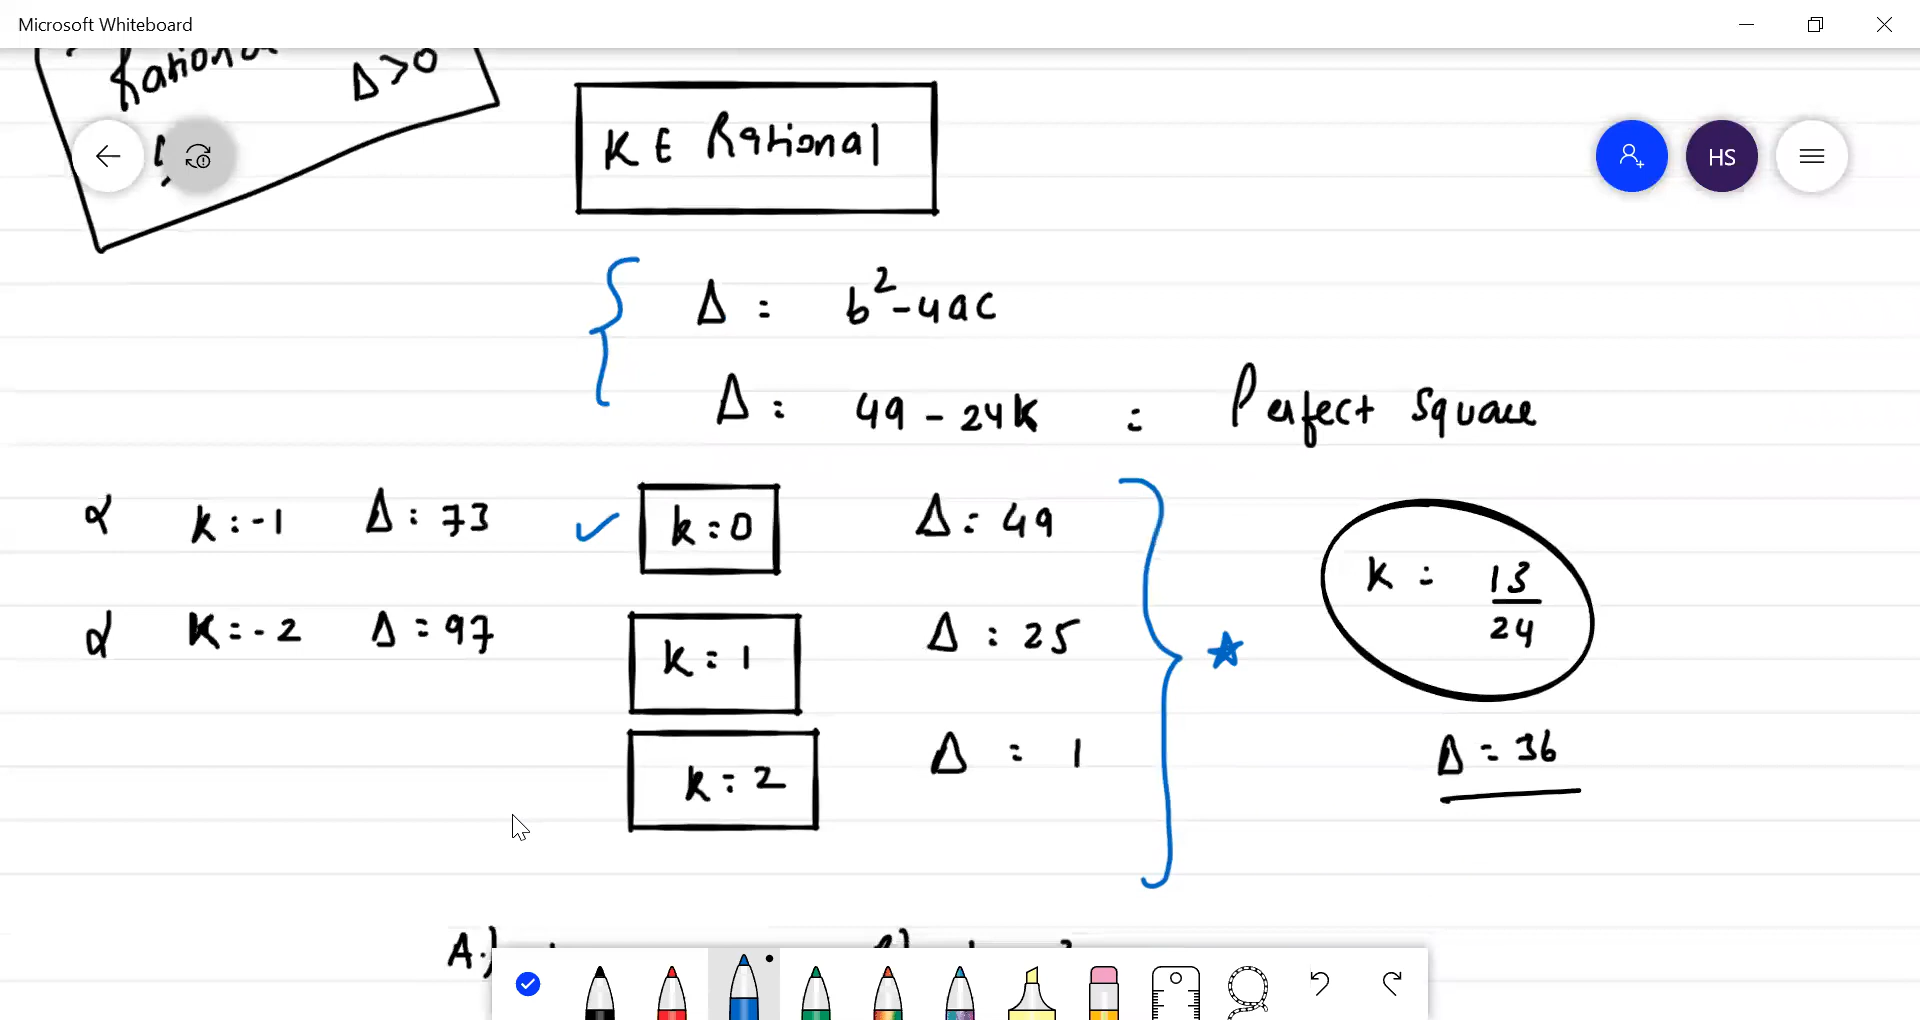 Microsoft Whiteboard
Rational
Δ>0
K E Rational
HS
Δ = b²-4ac
Δ = 49 - 24K = Perfect Square
k = -1 Δ = 73 k = 0 Δ = 49
K = -2 Δ = 97 k = 1 Δ = 25
k = 2 Δ = 1
k = 13/24
Δ = 36
A.)